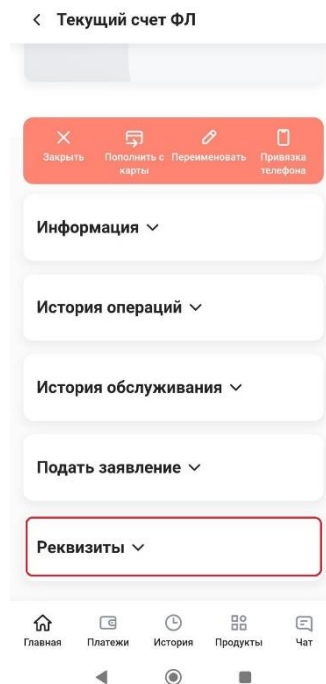 Текущий счет ФЛ
Закрыть
Пополнить с
карты
Переименовать
Привязка
телефона
Информация
История операций
История обслуживания
Подать заявление
Реквизиты
Главная
Платежи
История
Продукты
Чат